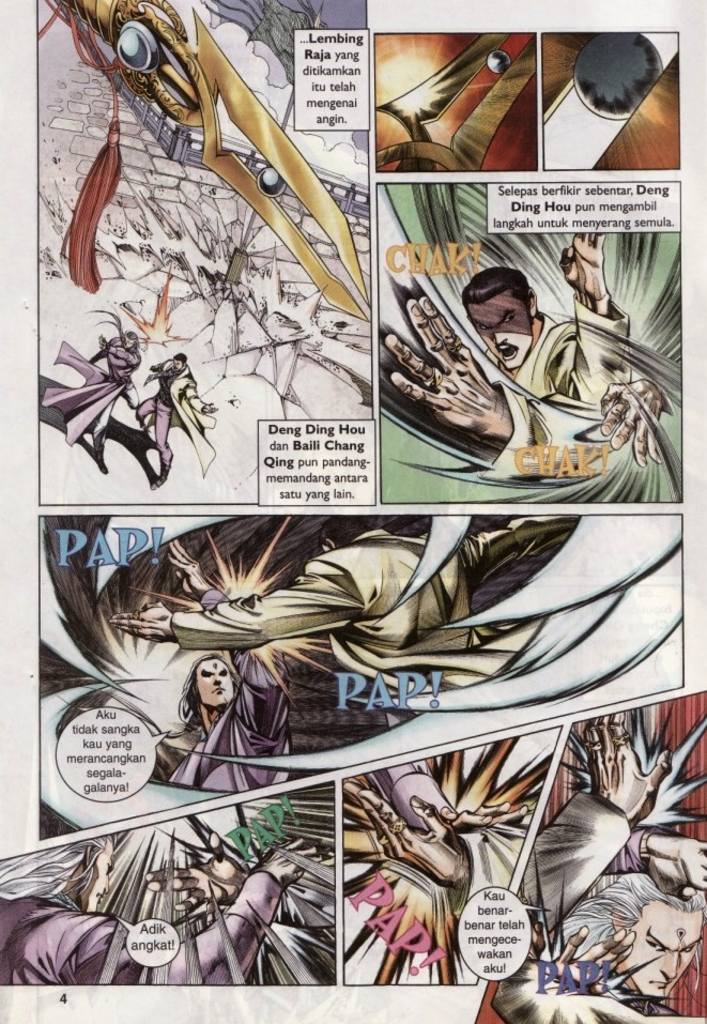 ...Lembing
Raja yang
ditikamkan
itu telah
mengenai
angin.
Deng Ding Hou
dan Baili Chang
Qing pun pandang-
memandang antara
satu yang lain.
Selepas berfikir sebentar, Deng
Ding Hou pun mengambil
langkah untuk menyerang semula.
CHAK!
CHAK!
PAP!
PAP!
Aku
tidak sangka
kau yang
merancangkan
segala-
galanya!
PAP!
Adik
angkat!
PAP!
Kau
benar-
benar telah
mengece-
wakan
aku!
PAP!
4